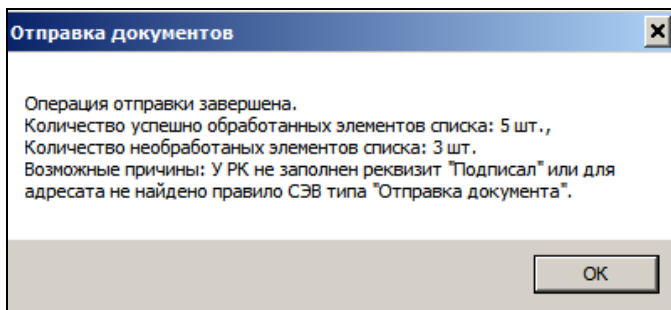 Отправка документов
Операция отправки завершена.
Количество успешно обработанных элементов списка: 5 шт.,
Количество необработаных элементов списка: 3 шт.
Возможные причины: У РК не заполнен реквизит "Подписал" или для
адресата не найдено правило СЭВ типа "Отправка документа".
ОК